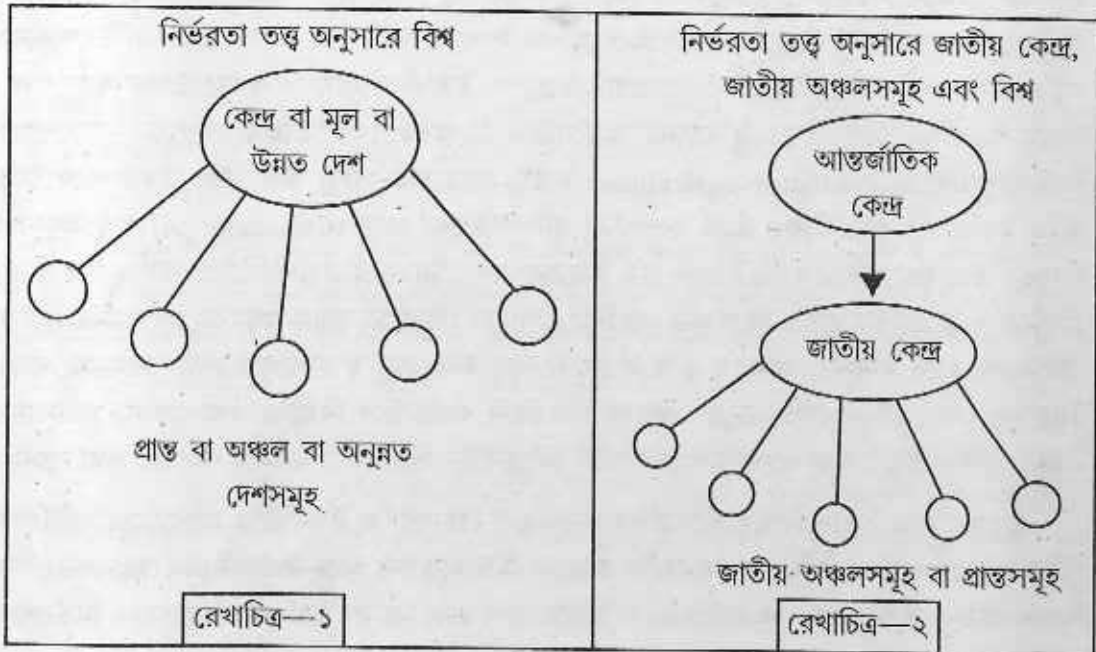 নির্ভরতা তত্ত্ব অনুসারে বিশ্ব
কেন্দ্র বা মূল বা
উন্নত দেশ
প্রান্ত বা অঞ্চল বা অনুন্নত
দেশসমূহ
রেখাচিত্র—১
নির্ভরতা তত্ত্ব অনুসারে জাতীয় কেন্দ্র,
জাতীয় অঞ্চলসমূহ এবং বিশ্ব
আন্তর্জাতিক
কেন্দ্র
জাতীয় কেন্দ্র
জাতীয় অঞ্চলসমূহ বা প্রান্তসমূহ
রেখাচিত্র—২